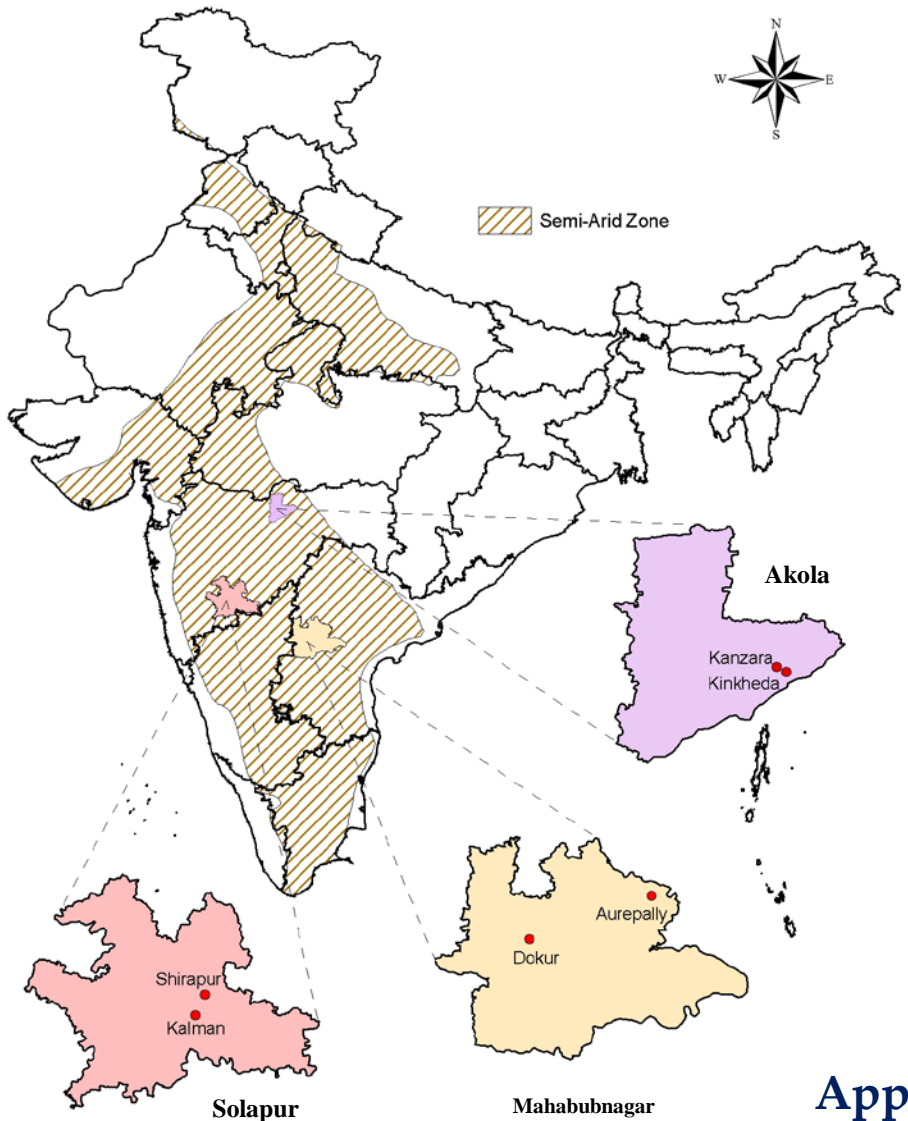 N
W E
S
Semi-Arid Zone
Akola
Kanzara
Kinkheda
Aurepally
Dokur
Shirapur
Kalman
Solapur
Mahabubnagar
App